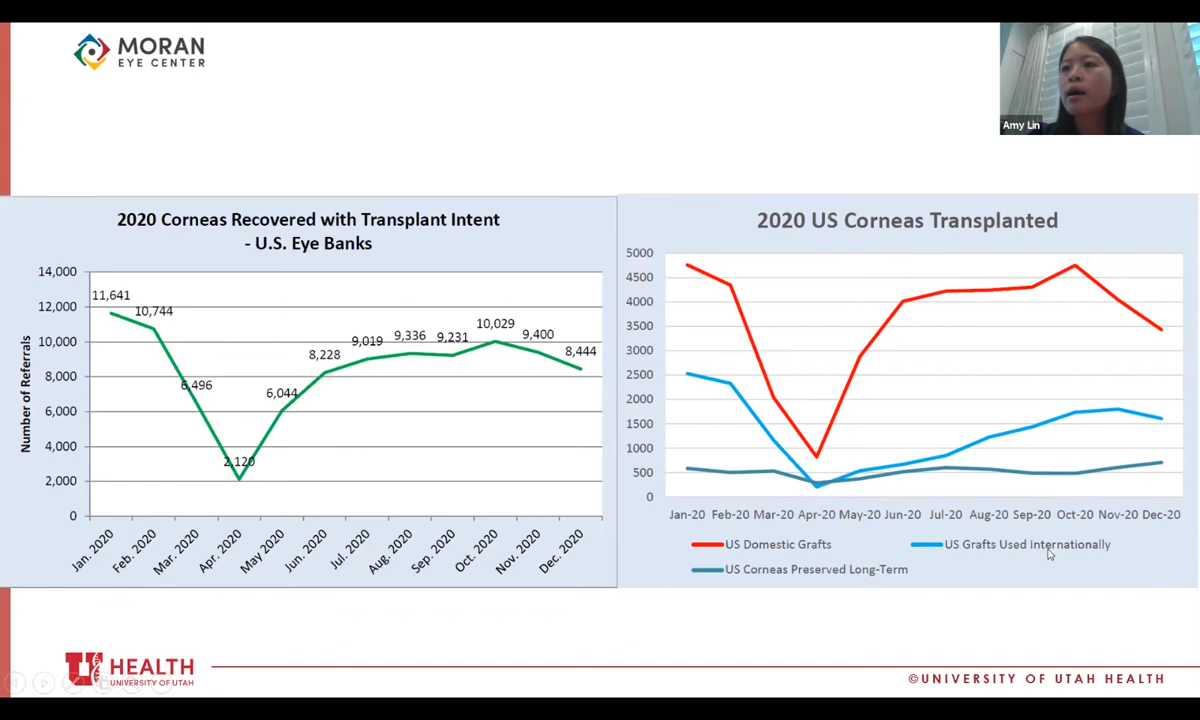 MORAN
EYE CENTER
Amy Lin
2020 Corneas Recovered with Transplant Intent
- U.S. Eye Banks
Number of Referrals
14,000
12,000
10,000
8,000
6,000
4,000
2,000
0
11,641
10,744
6,496
2,120
6,044
8,228
9,019
9,336
9,231
10,029
9,400
8,444
Jan. 2020
Feb. 2020
Mar. 2020
Apr. 2020
May 2020
Jun. 2020
Jul. 2020
Aug. 2020
Sep. 2020
Oct. 2020
Nov. 2020
Dec. 2020
2020 US Corneas Transplanted
5000
4500
4000
3500
3000
2500
2000
1500
1000
500
0
Jan-20 Feb-20 Mar-20 Apr-20 May-20 Jun-20 Jul-20 Aug-20 Sep-20 Oct-20 Nov-20 Dec-20
US Domestic Grafts
US Grafts Used Internationally
US Corneas Preserved Long-Term
U HEALTH
UNIVERSITY OF UTAH
©UNIVERSITY OF UTAH HEALTH